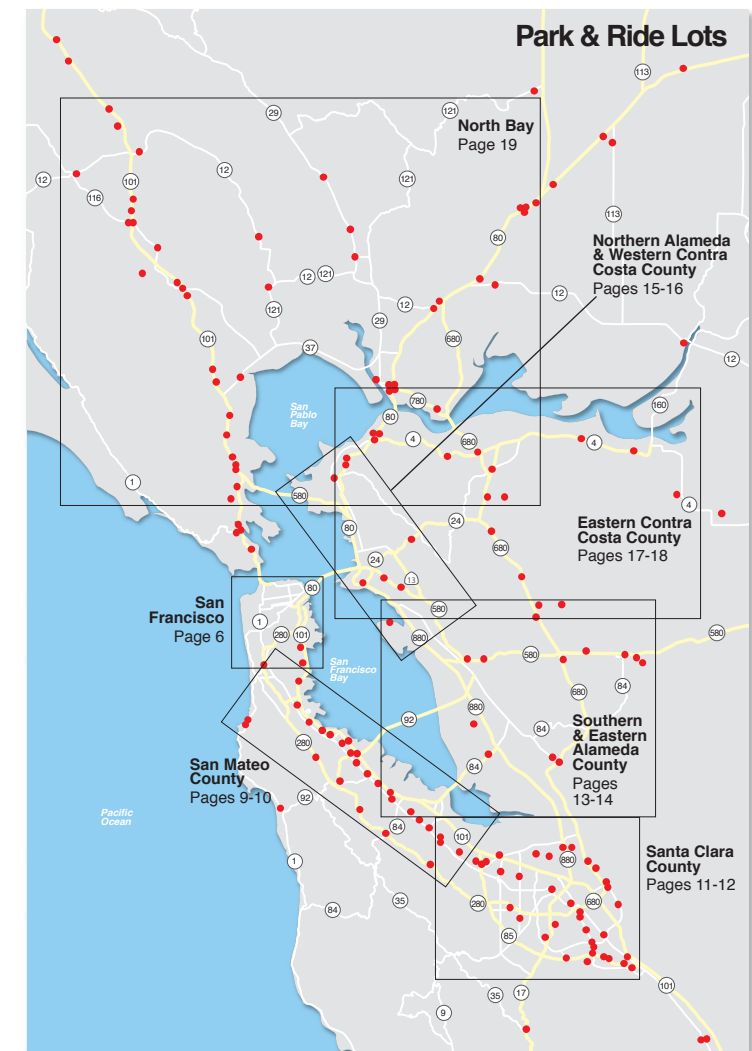 Park & Ride Lots
113
29
121
North Bay
Page 19
12
12
121
116
101
113
80
Northern Alameda
& Western Contra
Costa County
Pages 15-16
12
121
12
12
121
29
101
37
680
12
San
Pablo
Bay
780
160
80
4
680
4
1
580
4
80
24
Eastern Contra
Costa County
Pages 17-18
680
24
13
80
San
Francisco
Page 6
580
1
280
101
880
580
580
San
Francisco
Bay
84
680
880
92
84
Southern
& Eastern
Alameda
County
Pages
13-14
280
San Mateo
County
Pages 9-10
84
92
Pacific
Ocean
84
101
Santa Clara
County
Pages 11-12
880
1
35
84
280
680
85
101
35
17
9